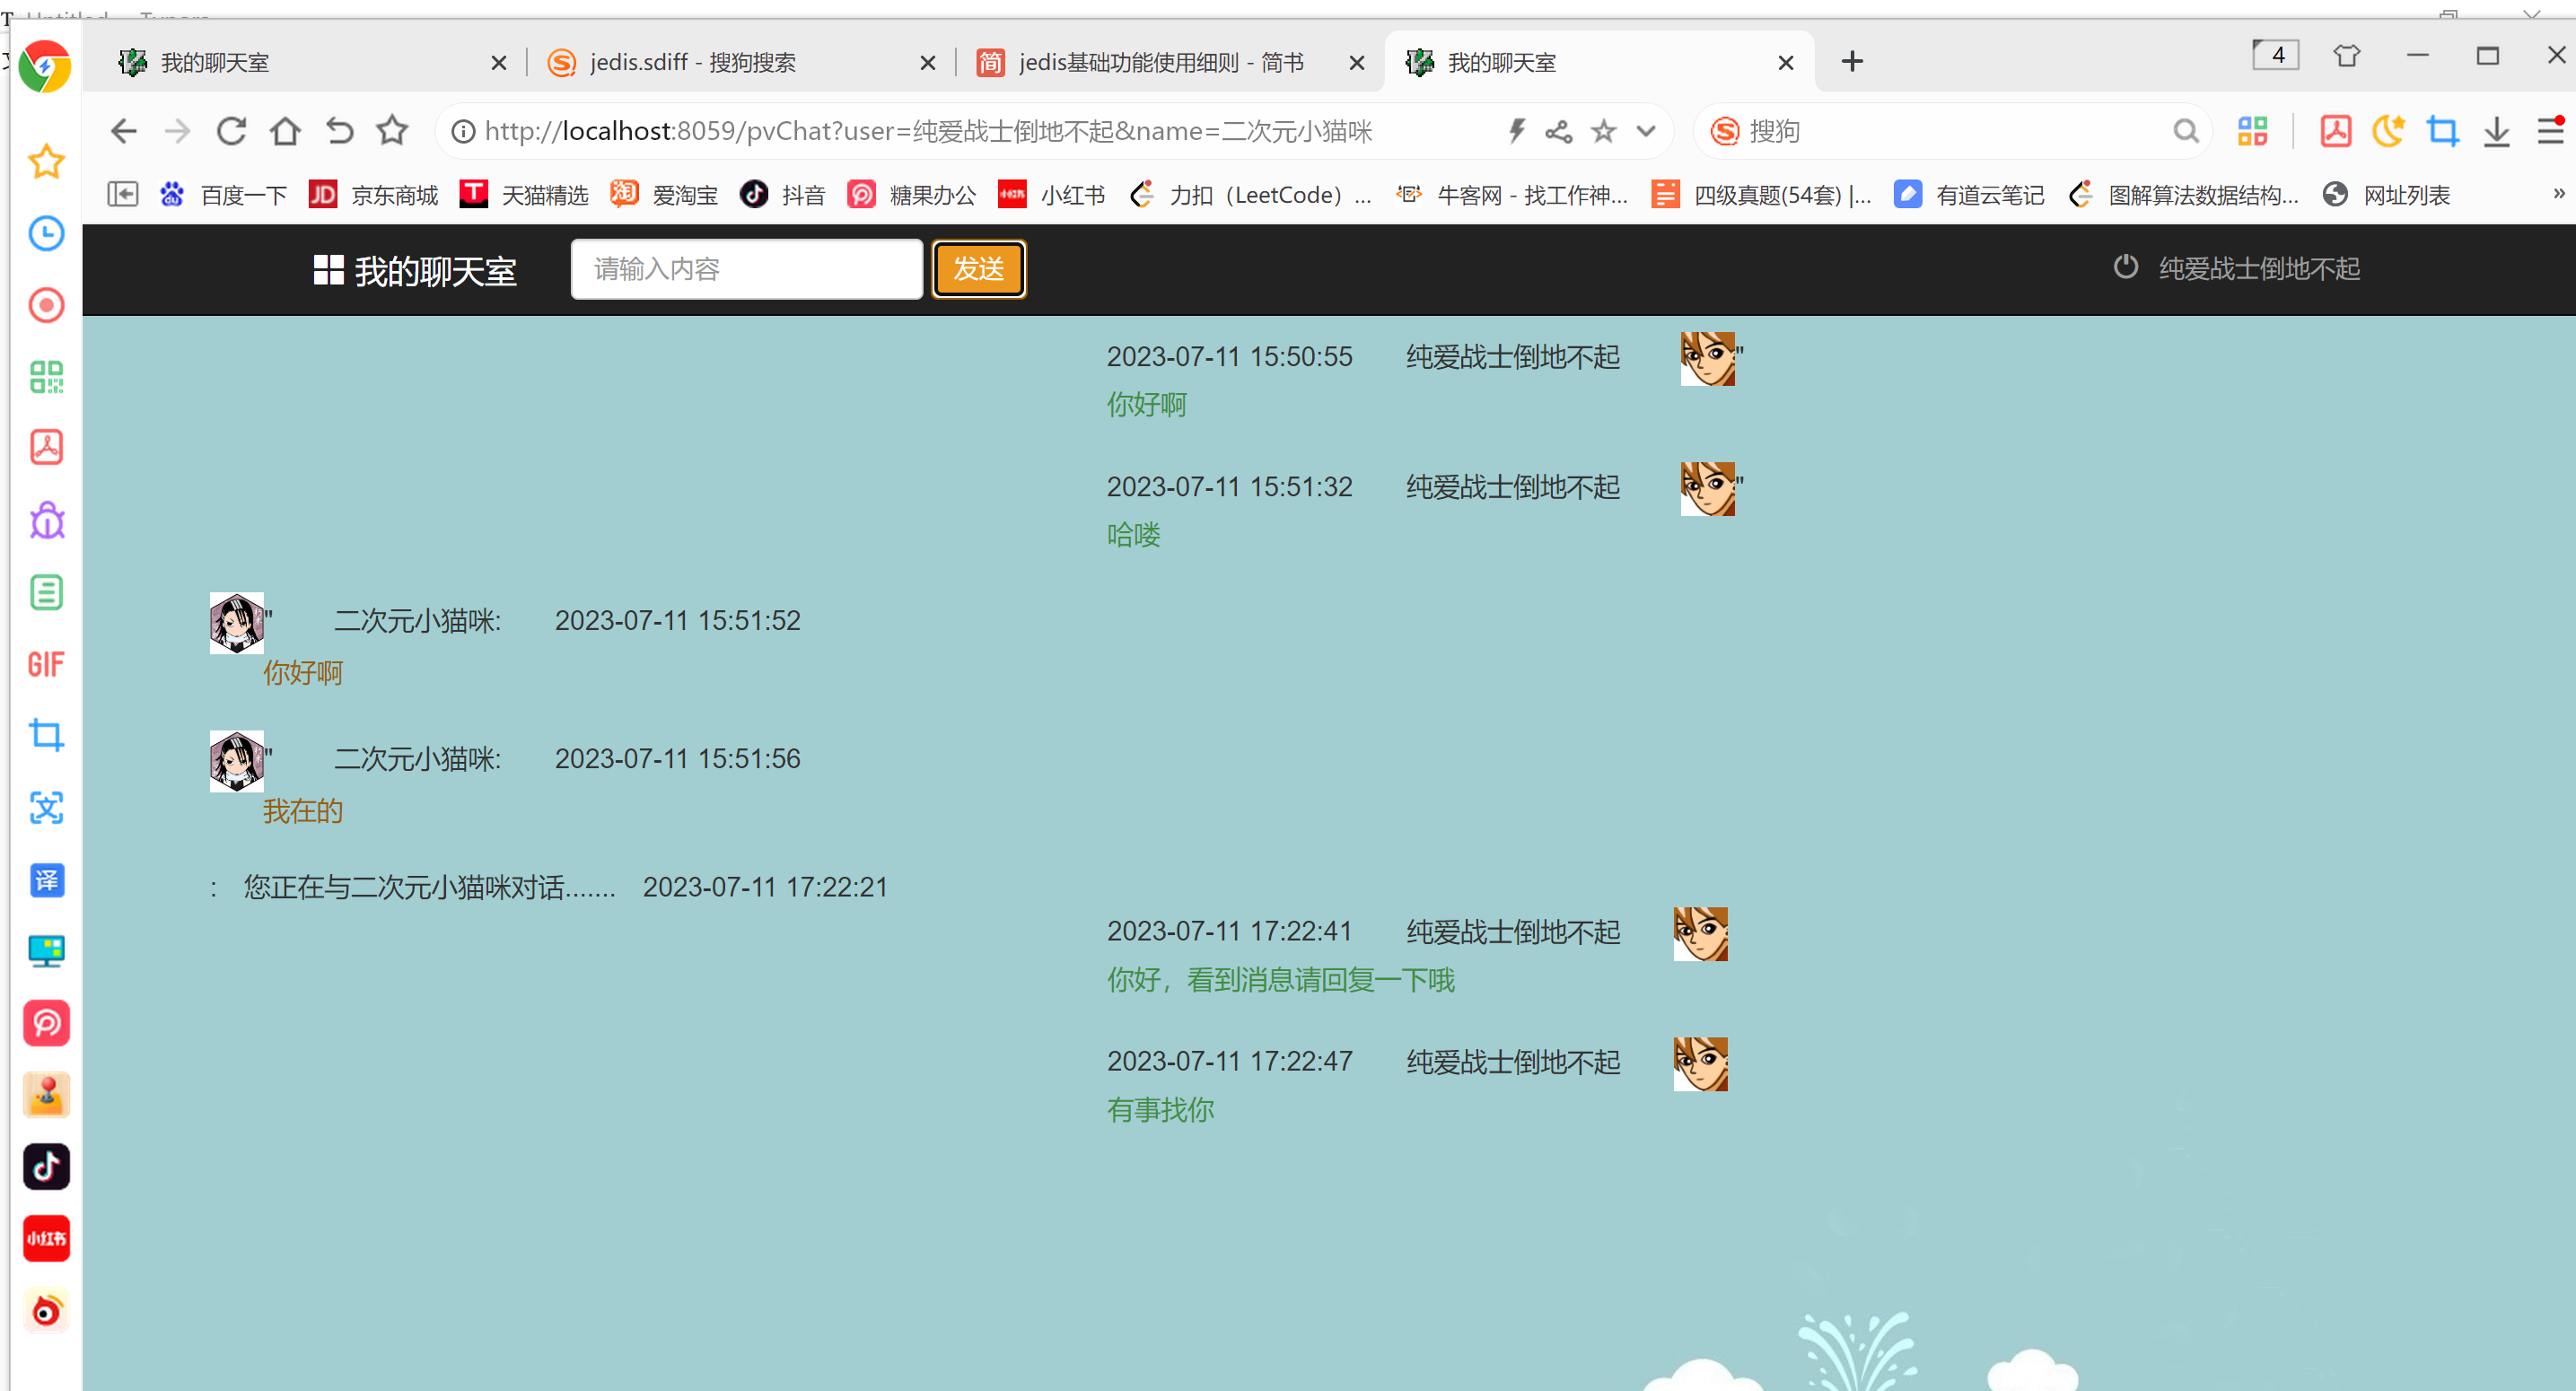 我的聊天室
jedis.sdiff - 搜狗搜索
简 jedis基础功能使用细则 - 简书
我的聊天室
4
http://localhost:8059/pvChat?user=纯爱战士倒地不起&name=二次元小猫咪
搜狗
百度一下 JD 京东商城 天猫精选 淘 爱淘宝 抖音 糖果办公 小红书 小红书 力扣（LeetCode）... 牛客网 - 找工作神... 四级真题(54套) |... 有道云笔记 图解算法数据结构... 网址列表 »
我的聊天室 请输入内容 发送 纯爱战士倒地不起
2023-07-11 15:50:55 纯爱战士倒地不起 "
你好啊
2023-07-11 15:51:32 纯爱战士倒地不起 "
哈喽
" 二次元小猫咪: 2023-07-11 15:51:52
你好啊
" 二次元小猫咪: 2023-07-11 15:51:56
我在的
: 您正在与二次元小猫咪对话....... 2023-07-11 17:22:21
2023-07-11 17:22:41 纯爱战士倒地不起
你好，看到消息请回复一下哦
2023-07-11 17:22:47 纯爱战士倒地不起
有事找你
GIF
文
译
小红书